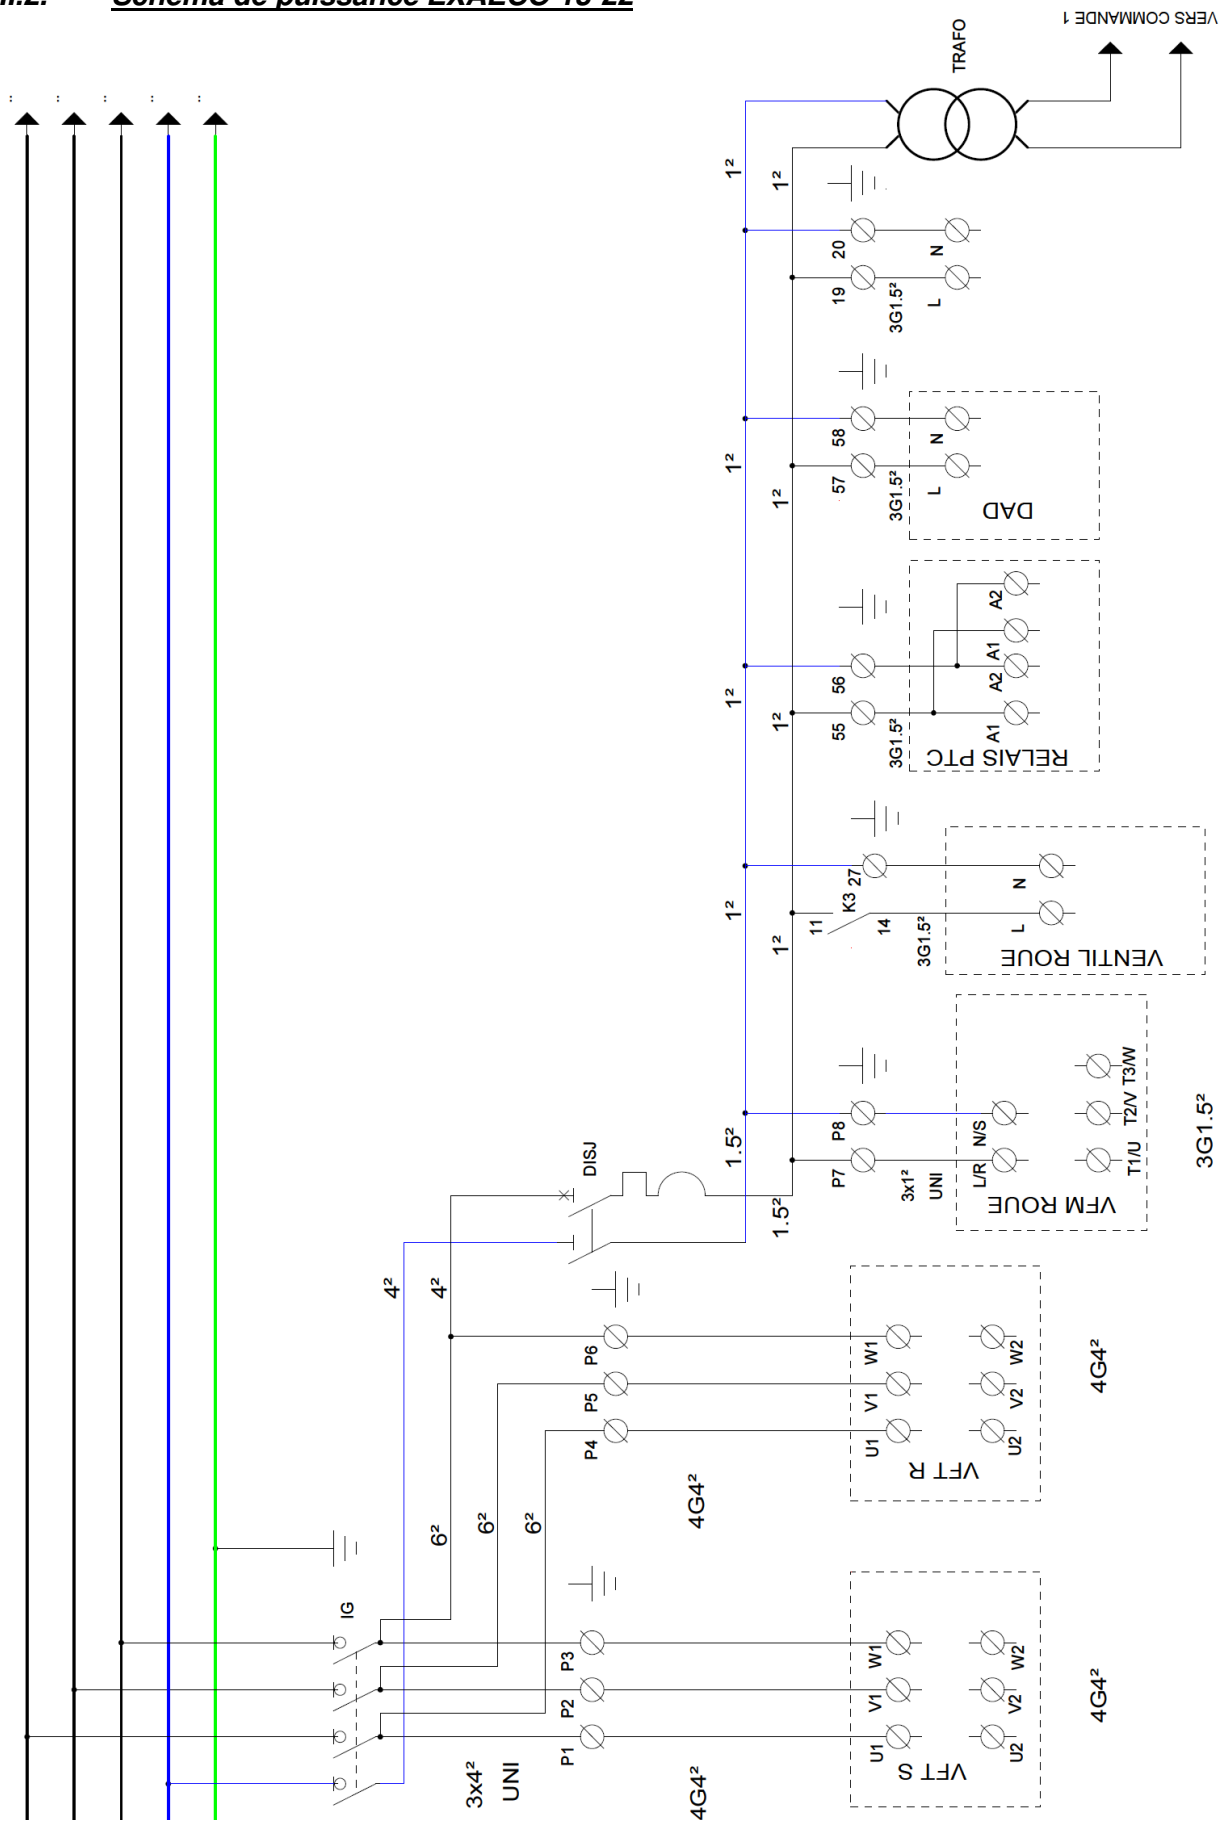 Schéma de puissance EXAECO 18-22
VERS COMMANDE 1
TRAFO
1²
1²
20
N
19
3G1.5²
L
58
N
1²
57
3G1.5²
L
1²
DAD
A2
A1
56
A2
1²
55
3G1.5²
A1
1²
RELAIS PTC
27
N
K3
1²
11
14
L
3G1.5²
1²
VENTIL ROUE
T3/W
P8
N/S
T2/V
3G1.5²
DISJ
1.5²
P7
3x1²
UNI
L/R
T1/U
1.5²
VFM ROUE
4²
4²
P6
W1
W2
P5
V1
V2
4G4²
P4
U1
U2
VFT R
6²
6²
6²
4G4²
IG
P3
W1
W2
P2
V1
V2
4G4²
P1
U1
U2
3x4²
UNI
4G4²
VFT S